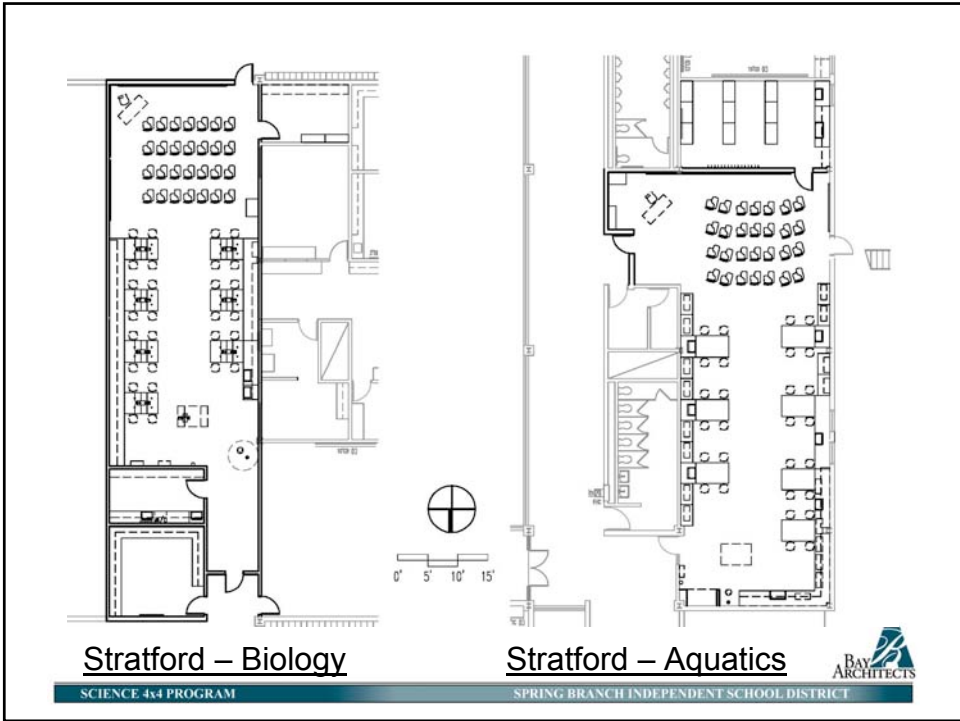 0' 5' 10' 15'
Stratford – Biology
Stratford – Aquatics
BAY
ARCHITECTS
SCIENCE 4x4 PROGRAM
SPRING BRANCH INDEPENDENT SCHOOL DISTRICT